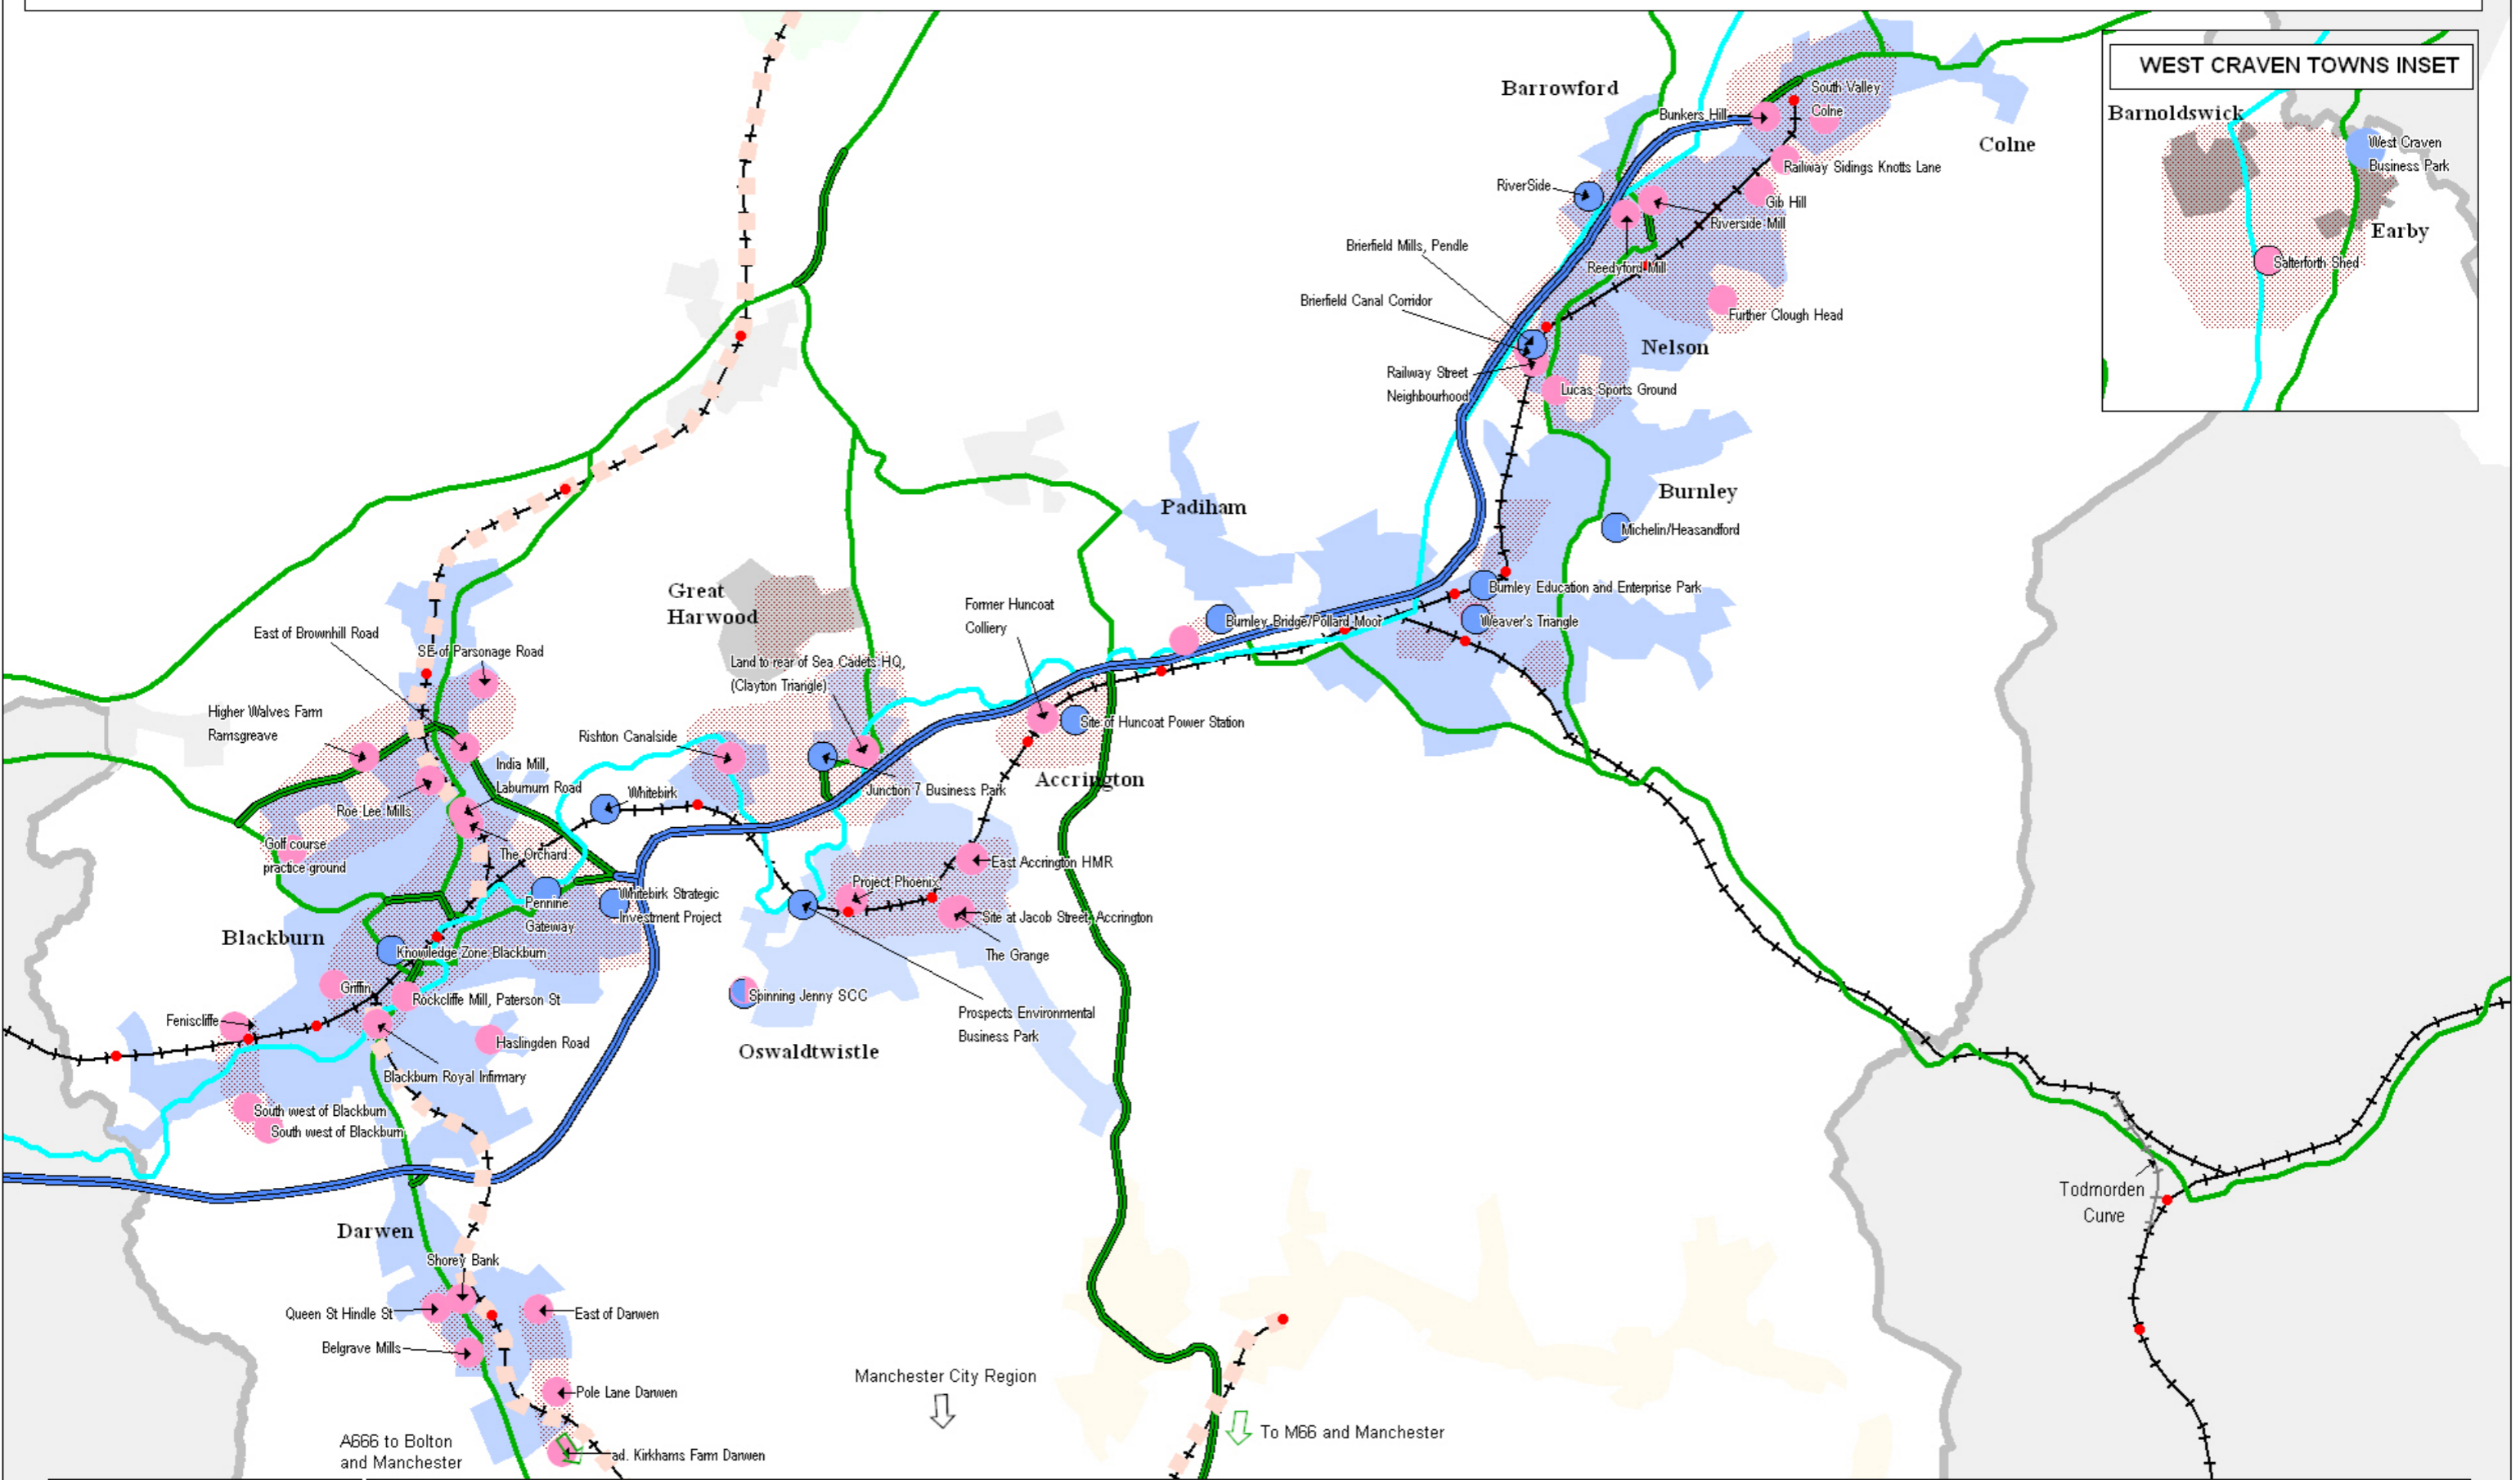 WEST CRAVEN TOWNS INSET
Barnoldswick
West Craven
Business Park
Earby
Salterforth Shed
Barrowford
South Valley
Colne
Bunkers Hill
Colne
Railway Sidings Knotts Lane
RiverSide
Gib Hill
Riverside Mill
Brierfield Mills, Pendle
Reedyford Mill
Brierfield Canal Corridor
Further Clough Head
Nelson
Railway Street
Neighbourhood
Lucas Sports Ground
Padiham
Burnley
Michelin/Heasandford
Great
Harwood
Former Huncoat
Colliery
Burnley Education and Enterprise Park
Burnley Bridge/Pollard Moor
Weaver's Triangle
East of Brownhill Road
SE of Parsonage Road
Land to rear of Sea Cadets HQ,
(Clayton Triangle)
Higher Walves Farm
Ramsgreave
Rishton Canalside
Site of Huncoat Power Station
India Mill,
Laburnum Road
Accrington
Whitebirk
Junction 7 Business Park
Roe Lee Mills
Golf course
practice ground
The Orchard
East Accrington HMR
Project Phoenix
Whitebirk Strategic
Investment Project
Pennine
Gateway
Site at Jacob Street, Accrington
The Grange
Blackburn
Knowledge Zone Blackburn
Griffin
Rockcliffe Mill, Paterson St
Spinning Jenny SCC
Prospects Environmental
Business Park
Feniscliffe
Haslingden Road
Oswaldtwistle
Blackburn Royal Infirmary
South west of Blackburn
South west of Blackburn
Todmorden
Curve
Darwen
Shorey Bank
Queen St Hindle St
East of Darwen
Belgrave Mills
Manchester City Region
Pole Lane Darwen
To M66 and Manchester
A666 to Bolton
and Manchester
ad. Kirkhams Farm Darwen